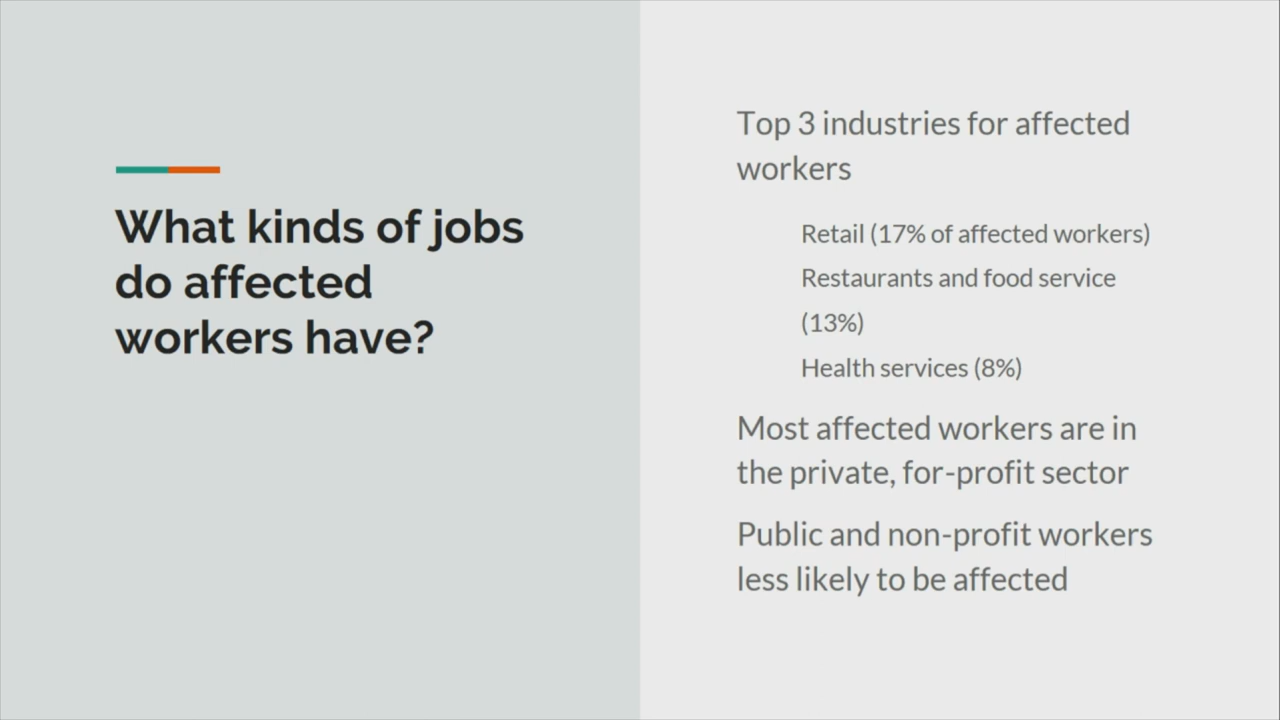 What kinds of jobs
do affected
workers have?
Top 3 industries for affected
workers
Retail (17% of affected workers)
Restaurants and food service
(13%)
Health services (8%)
Most affected workers are in
the private, for-profit sector
Public and non-profit workers
less likely to be affected